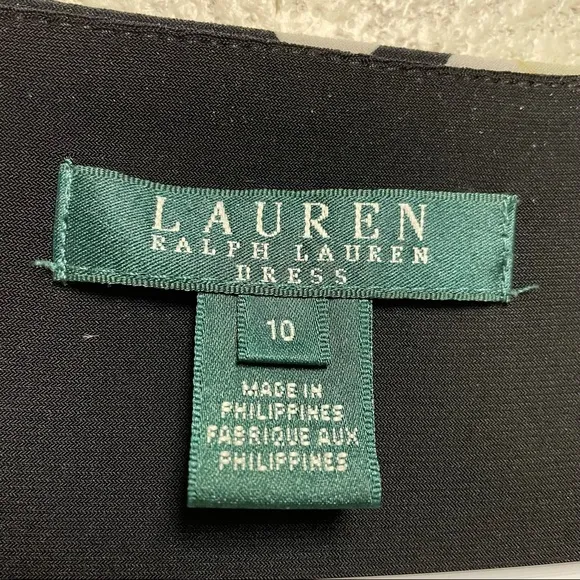 LAUREN
RALPH LAUREN
DRESS
10
MADE IN
PHILIPPINES
FABRIQUE AUX
PHILIPPINES